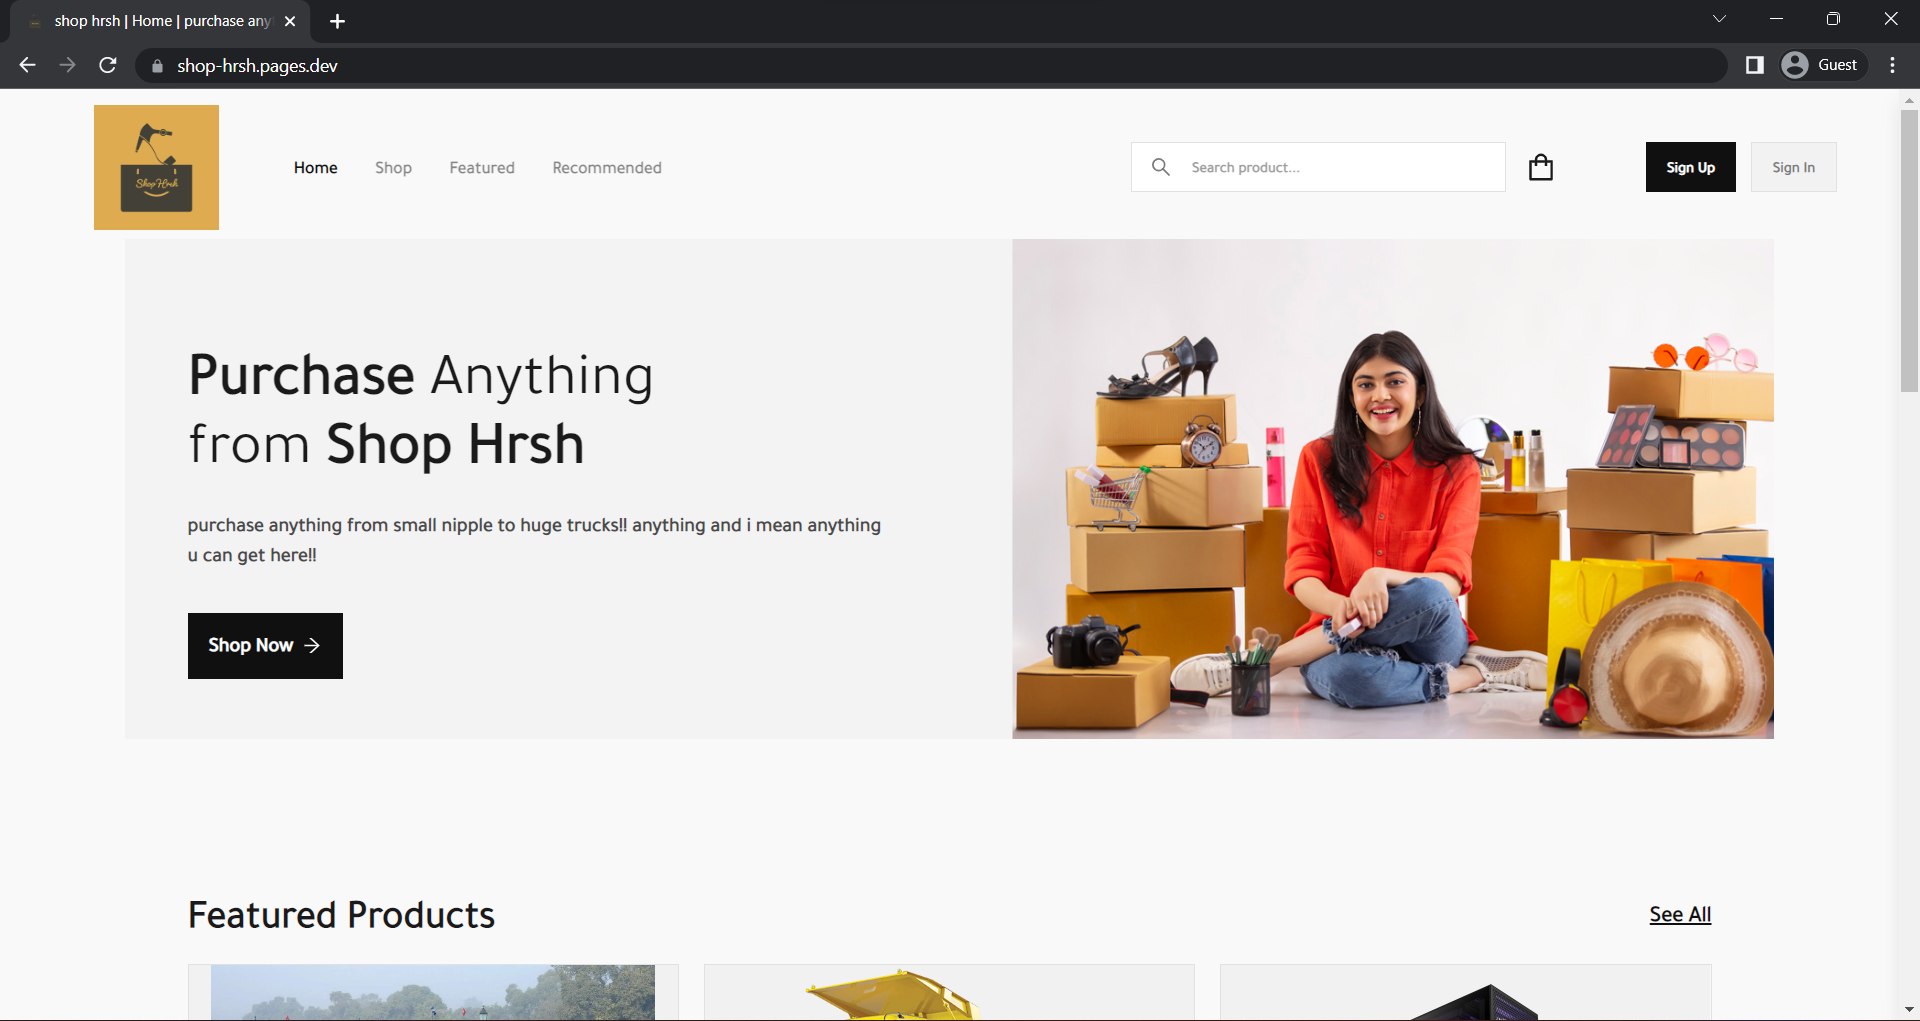 shop hrsh | Home | purchase any
shop-hrsh.pages.dev
Guest
Shop Hrsh
Home
Shop
Featured
Recommended
Search product...
Sign Up
Sign In
Purchase Anything
from Shop Hrsh
purchase anything from small nipple to huge trucks!! anything and i mean anything
u can get here!!
Shop Now →
Featured Products
See All